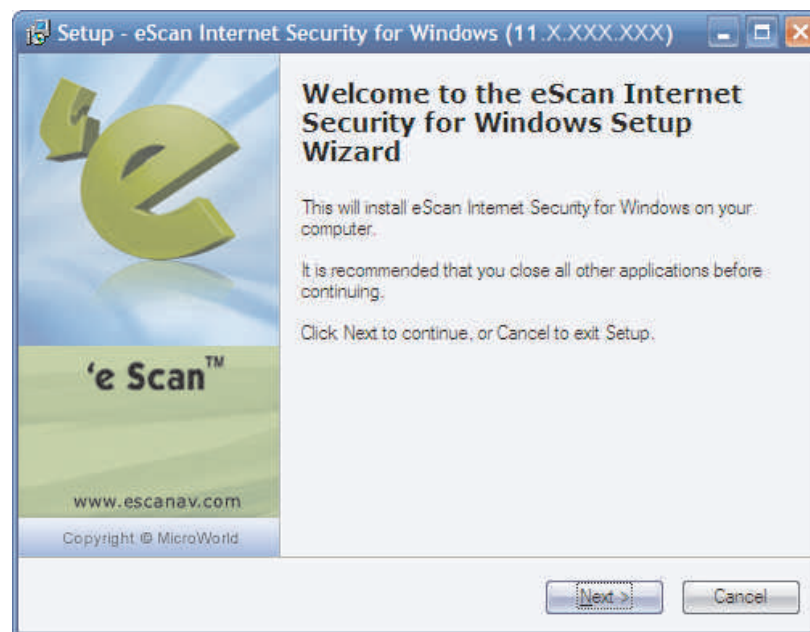 Setup - eScan Internet Security for Windows (11.X.XXX.XXX)
Welcome to the eScan Internet
Security for Windows Setup
Wizard
This will install eScan Internet Security for Windows on your
computer.
It is recommended that you close all other applications before
continuing.
Click Next to continue, or Cancel to exit Setup.
‘e Scan™
www.escanav.com
Copyright © MicroWorld
Next >
Cancel